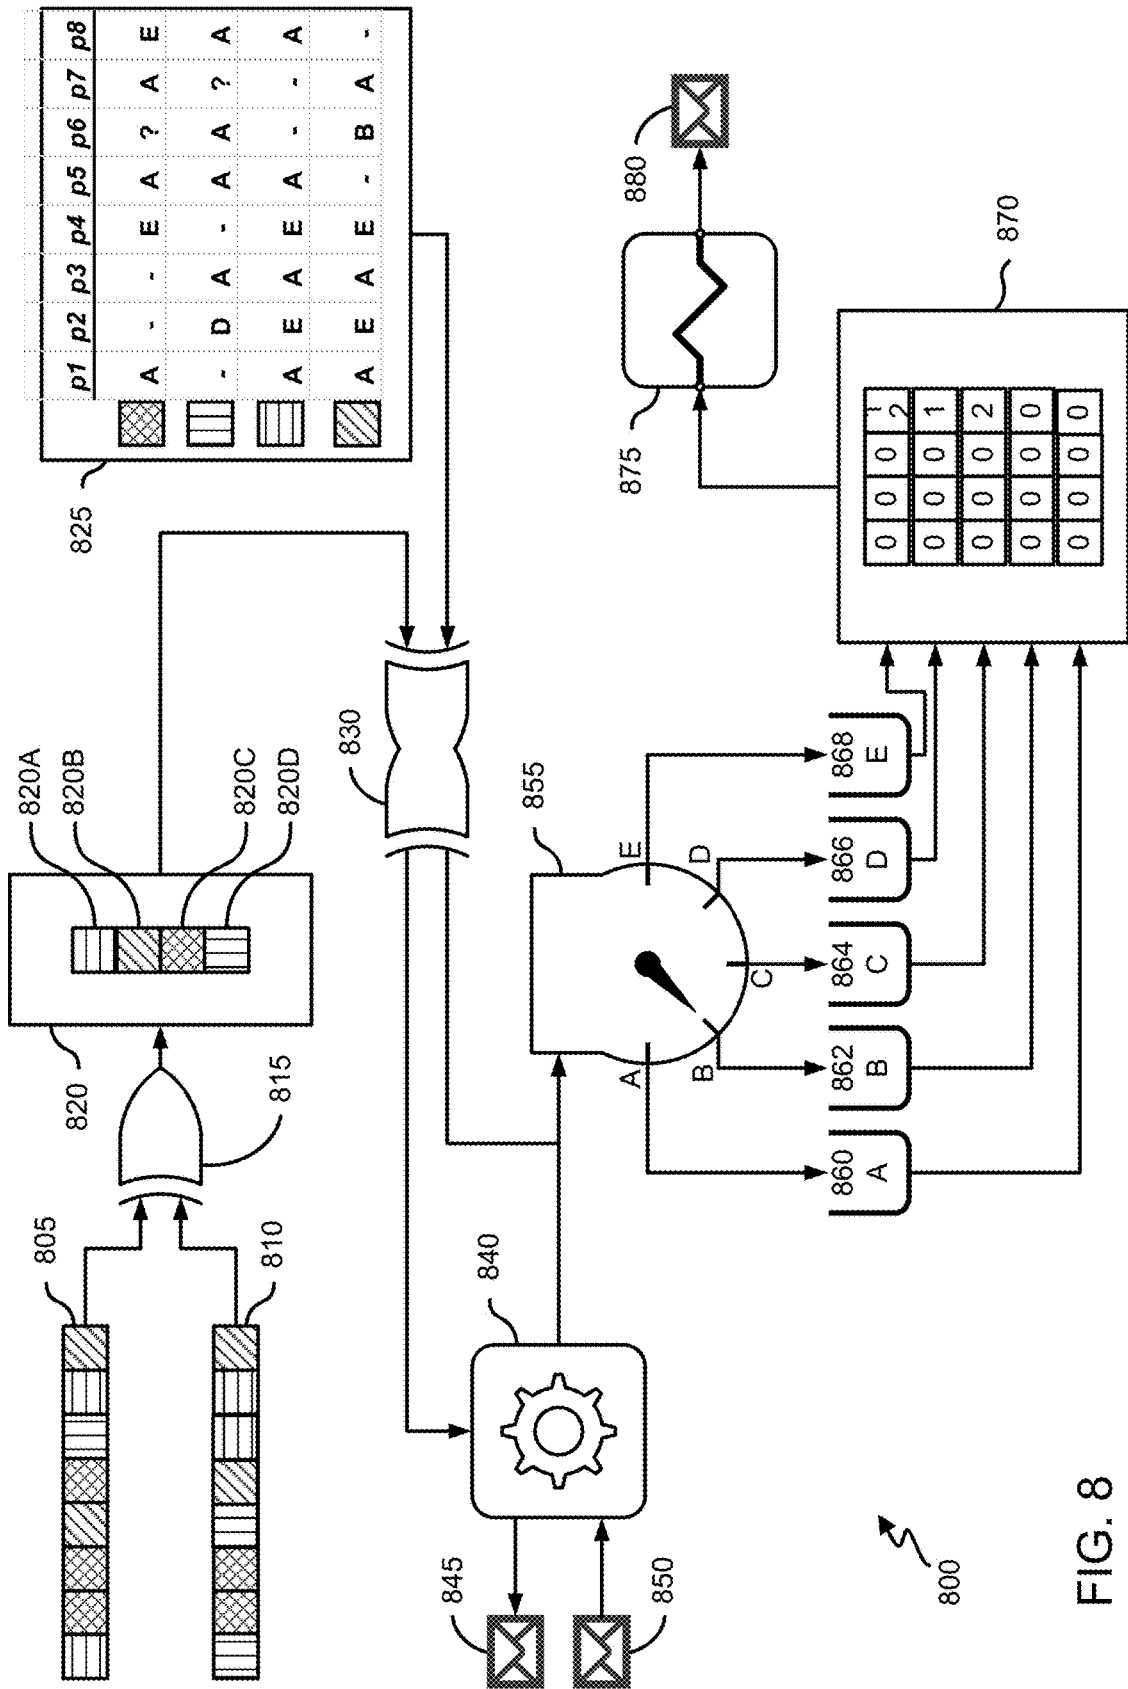 805
810
815
820
820A
820B
820C
820D
825
p1 p2 p3 p4 p5 p6 p7 p8
A - - E A ? A E
- D A - A A ? A
A E A E A - - A
A E A E - B A -
830
840
845
850
855
A
B
C
D
E
860
A
862
B
864
C
866
D
868
E
870
0 0 0 12
0 0 0 1
0 0 0 2
0 0 0 0
0 0 0 0
875
880
800
FIG. 8